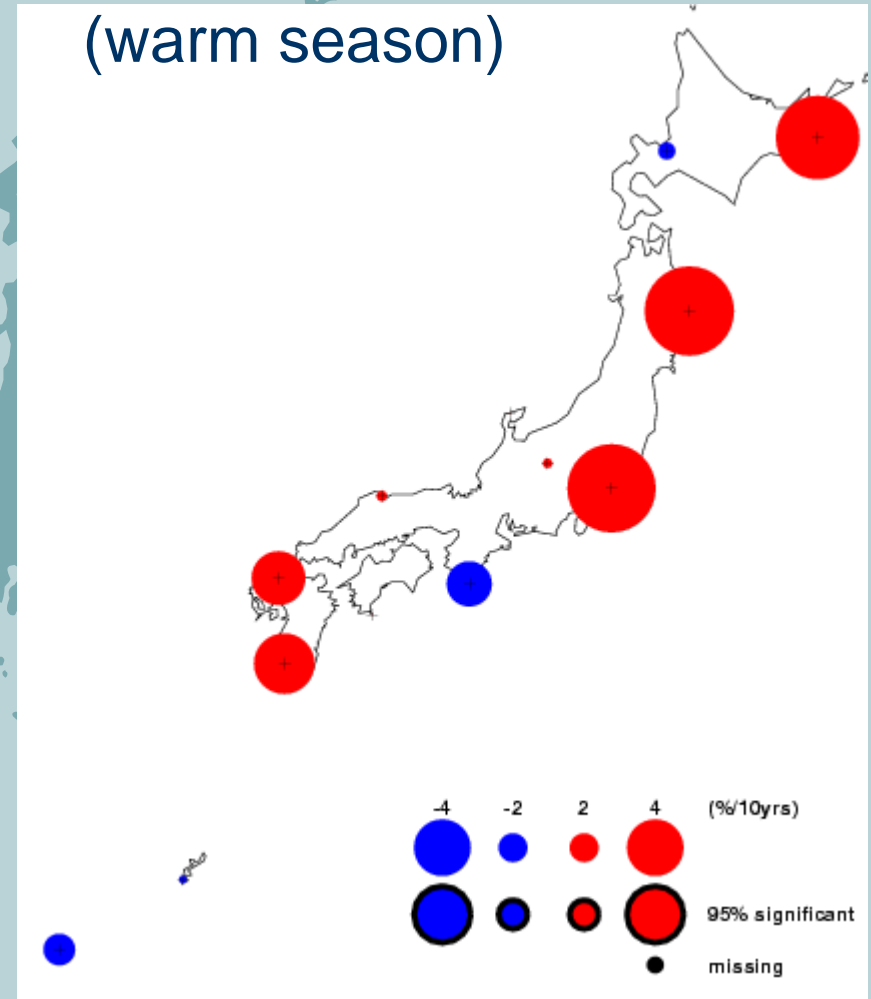 (warm season)
-4 -2 2 4 (%/10yrs)
95% significant
missing